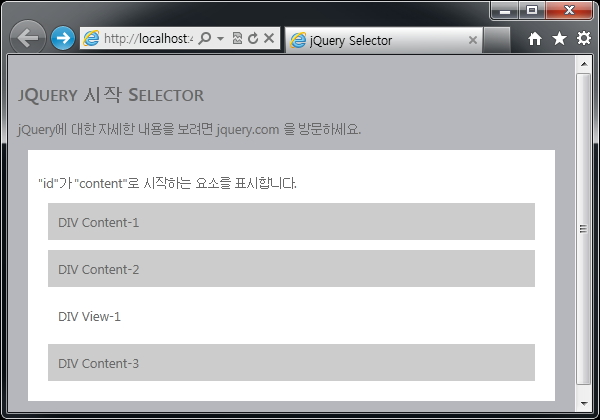 http://localhost:4
jQuery Selector
JQUERY 시작 SELECTOR
jQuery에 대한 자세한 내용을 보려면 jquery.com 을 방문하세요.
"id"가 "content"로 시작하는 요소를 표시합니다.
DIV Content-1
DIV Content-2
DIV View-1
DIV Content-3